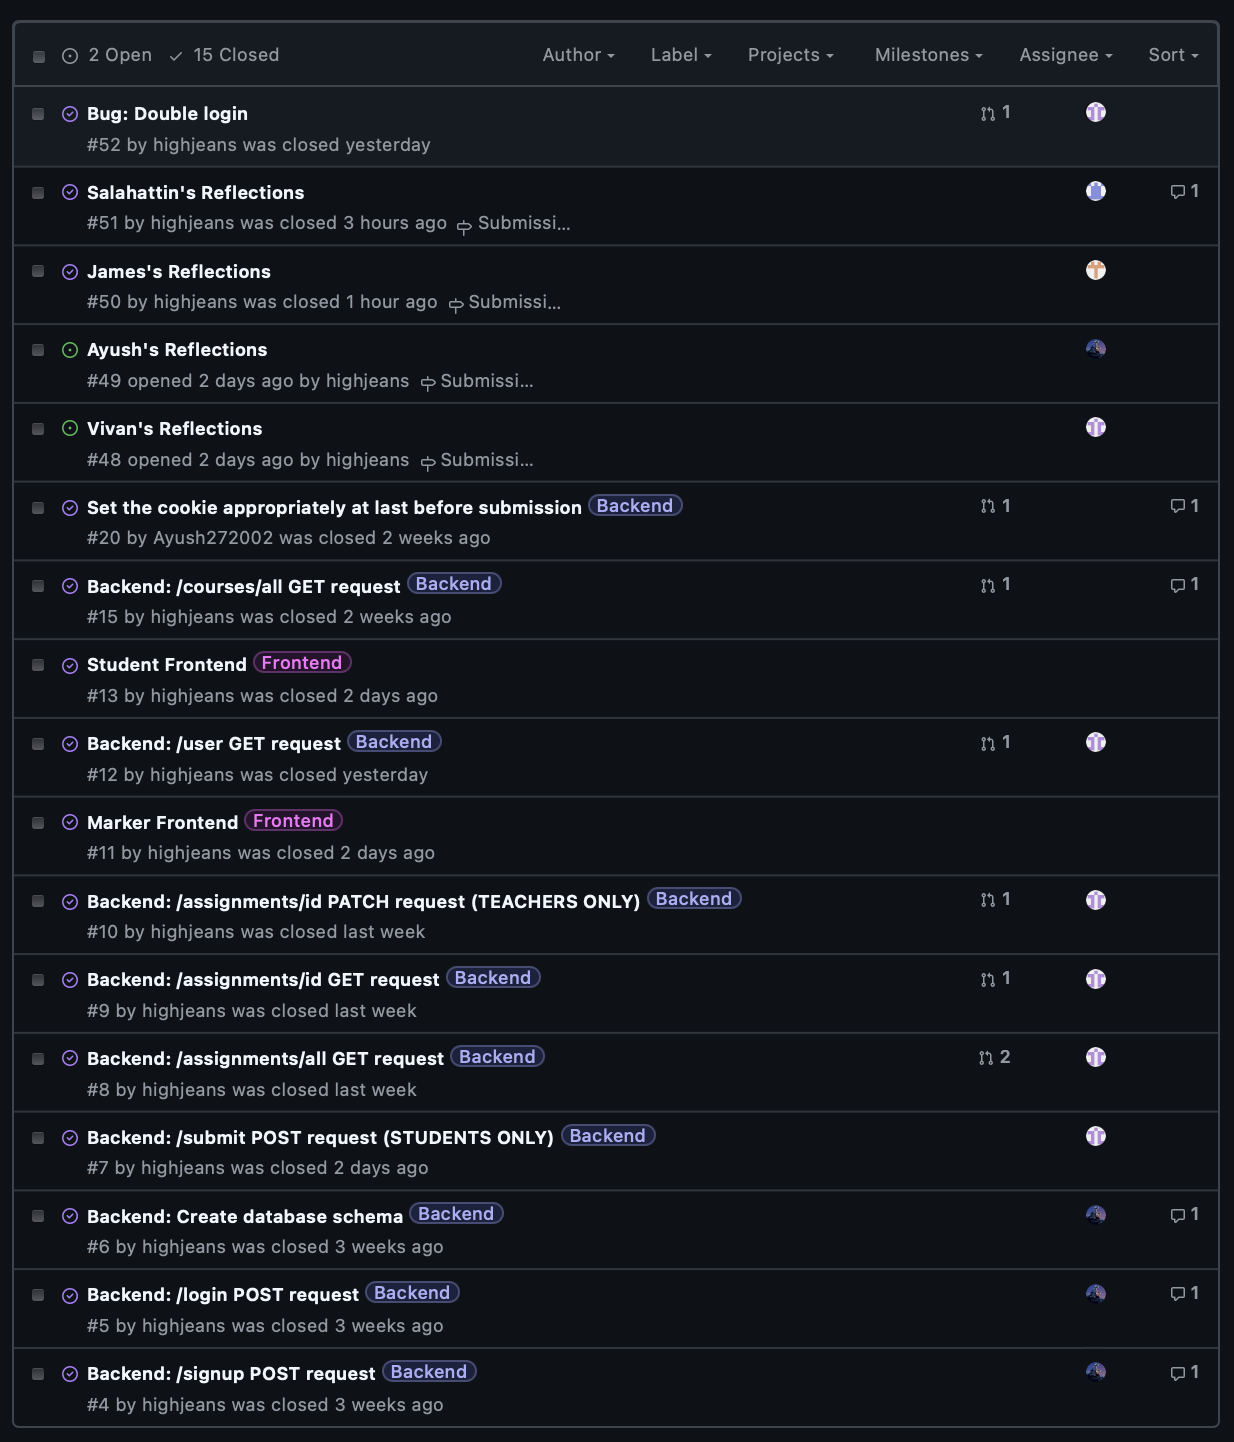 2 Open 15 Closed Author Label Projects Milestones Assignee Sort
Bug: Double login 1
#52 by highjeans was closed yesterday
Salahattin's Reflections 1
#51 by highjeans was closed 3 hours ago Submissi...
James's Reflections
#50 by highjeans was closed 1 hour ago Submissi...
Ayush's Reflections
#49 opened 2 days ago by highjeans Submissi...
Vivan's Reflections
#48 opened 2 days ago by highjeans Submissi...
Set the cookie appropriately at last before submission Backend 1 1
#20 by Ayush272002 was closed 2 weeks ago
Backend: /courses/all GET request Backend 1 1
#15 by highjeans was closed 2 weeks ago
Student Frontend Frontend
#13 by highjeans was closed 2 days ago
Backend: /user GET request Backend 1
#12 by highjeans was closed yesterday
Marker Frontend Frontend
#11 by highjeans was closed 2 days ago
Backend: /assignments/id PATCH request (TEACHERS ONLY) Backend 1
#10 by highjeans was closed last week
Backend: /assignments/id GET request Backend 1
#9 by highjeans was closed last week
Backend: /assignments/all GET request Backend 2
#8 by highjeans was closed last week
Backend: /submit POST request (STUDENTS ONLY) Backend
#7 by highjeans was closed 2 days ago
Backend: Create database schema Backend 1
#6 by highjeans was closed 3 weeks ago
Backend: /login POST request Backend 1
#5 by highjeans was closed 3 weeks ago
Backend: /signup POST request Backend 1
#4 by highjeans was closed 3 weeks ago